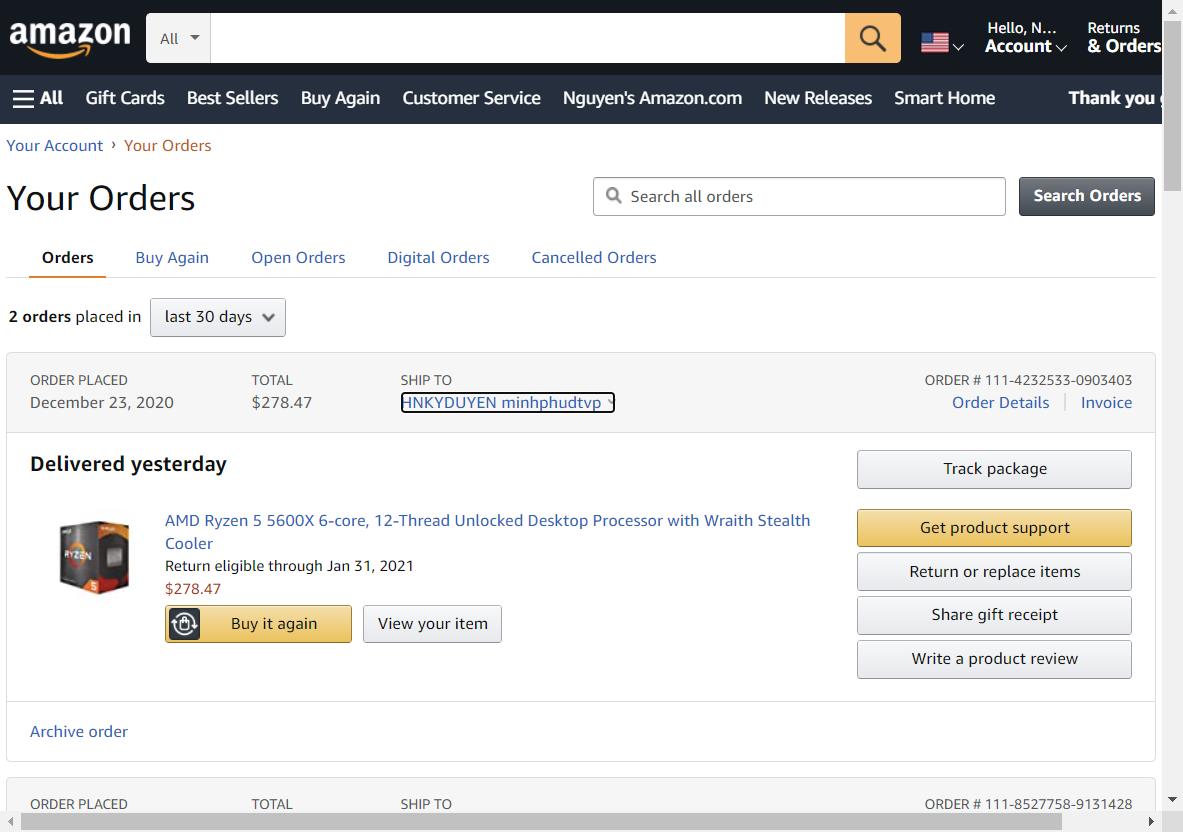 amazon
All
Hello, N...
Account
Returns
& Orders
All
Gift Cards
Best Sellers
Buy Again
Customer Service
Nguyen's Amazon.com
New Releases
Smart Home
Thank you
Your Account › Your Orders
Your Orders
Search all orders
Search Orders
Orders
Buy Again
Open Orders
Digital Orders
Cancelled Orders
2 orders placed in
last 30 days
ORDER PLACED
December 23, 2020
TOTAL
$278.47
SHIP TO
HNKYDUYEN minhphudtvp
ORDER # 111-4232533-0903403
Order Details
Invoice
Delivered yesterday
AMD Ryzen 5 5600X 6-core, 12-Thread Unlocked Desktop Processor with Wraith Stealth
Cooler
Return eligible through Jan 31, 2021
$278.47
RYZEN
5
Buy it again
View your item
Track package
Get product support
Return or replace items
Share gift receipt
Write a product review
Archive order
ORDER PLACED
TOTAL
SHIP TO
ORDER # 111-8527758-9131428